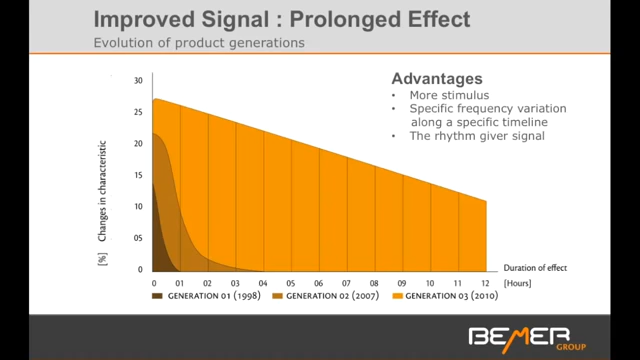 Improved Signal : Prolonged Effect
Evolution of product generations
Advantages
• More stimulus
• Specific frequency variation
along a specific timeline
• The rhythm giver signal
30
25
20
15
10
05
0
Changes in characteristic
[%]
01 02 03 04 05 06 07 08 09 10 11 12
0
Duration of effect
[Hours]
GENERATION 01 (1998) GENERATION 02 (2007) GENERATION 03 (2010)
BEMER
GROUP